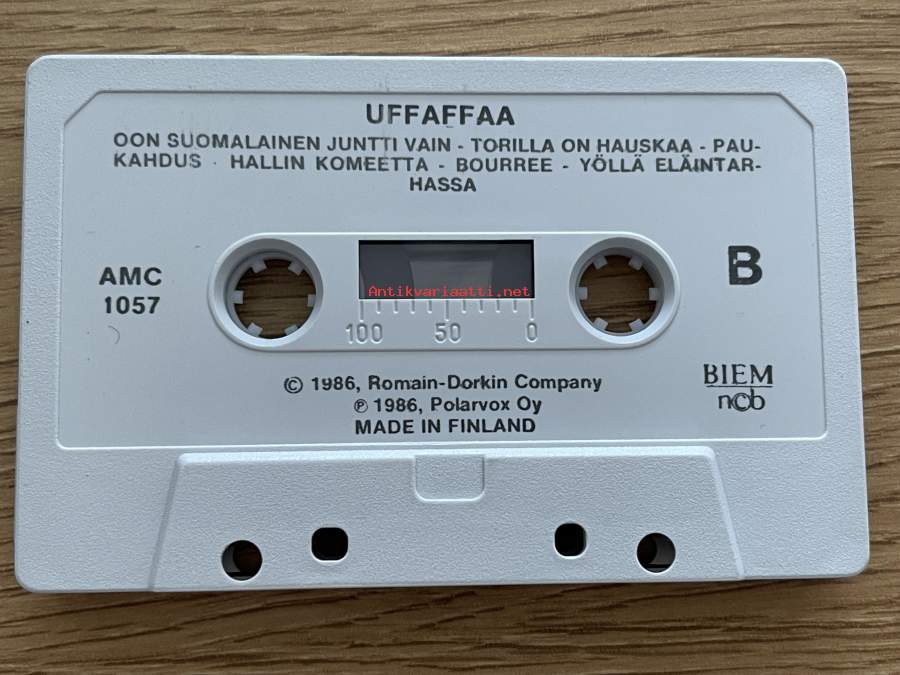 UFFAFFAA
OON SUOMALAINEN JUNTTI VAIN - TORILLA ON HAUSKAA - PAU-
KAHDUS - HALLIN KOMEETTA - BOURREE - YÖLLÄ ELÄINTAR-
HASSA
AMC
1057
B
Antikvariaatti.net
100 50 0
© 1986, Romain-Dorkin Company
℗ 1986, Polarvox Oy
MADE IN FINLAND
BIEM
ncb